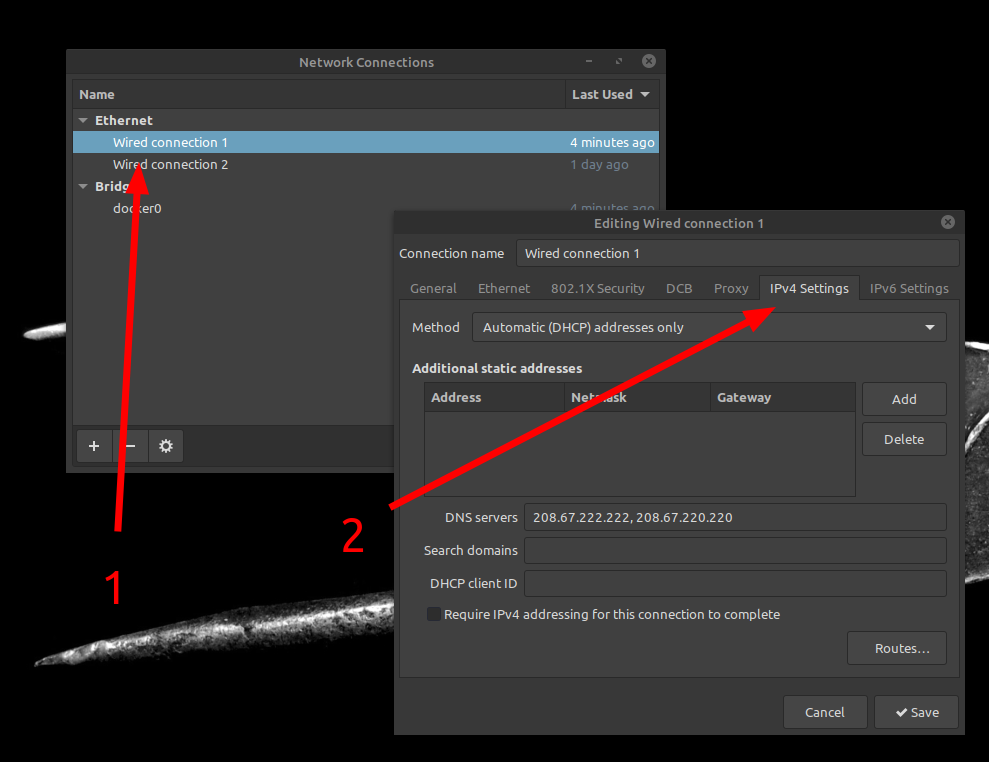 Network Connections
Name Last Used
Ethernet
Wired connection 1 4 minutes ago
Wired connection 2 1 day ago
Bridg
docker0 4 minutes ago
Editing Wired connection 1
Connection name Wired connection 1
General Ethernet 802.1X Security DCB Proxy IPv4 Settings IPv6 Settings
Method Automatic (DHCP) addresses only
Additional static addresses
Address Netmask Gateway
Add
Delete
DNS servers 208.67.222.222, 208.67.220.220
Search domains
DHCP client ID
Require IPv4 addressing for this connection to complete
Routes...
Cancel Save
1
2